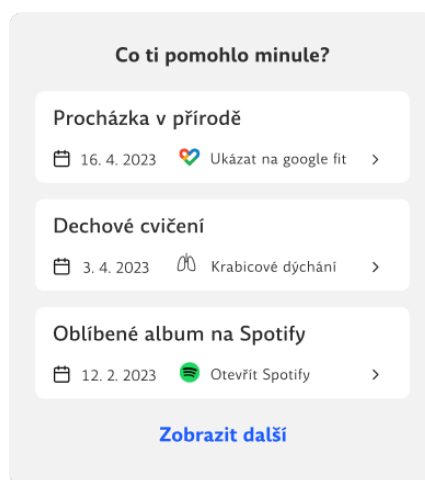 Co ti pomohlo minule?
Procházka v přírodě
16. 4. 2023 Ukázat na google fit
Dechové cvičení
3. 4. 2023 Krabicové dýchání
Oblíbené album na Spotify
12. 2. 2023 Otevřít Spotify
Zobrazit další